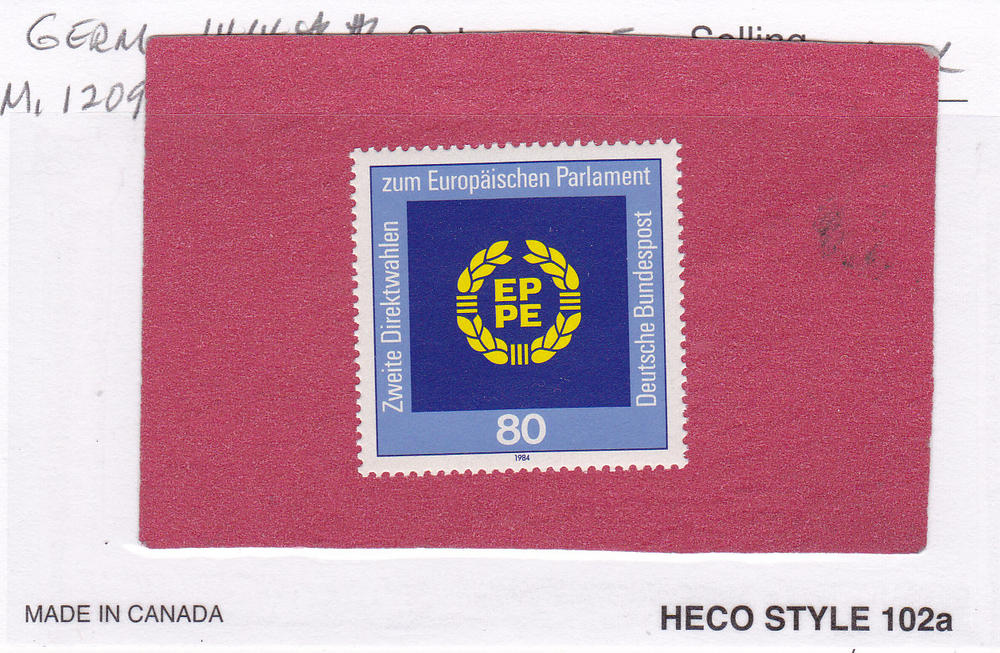 GERM
Selling
M. 1209
zum Europäischen Parlament
Zweite Direktwahlen
EP
PE
Deutsche Bundespost
80
1984
MADE IN CANADA
HECO STYLE 102a